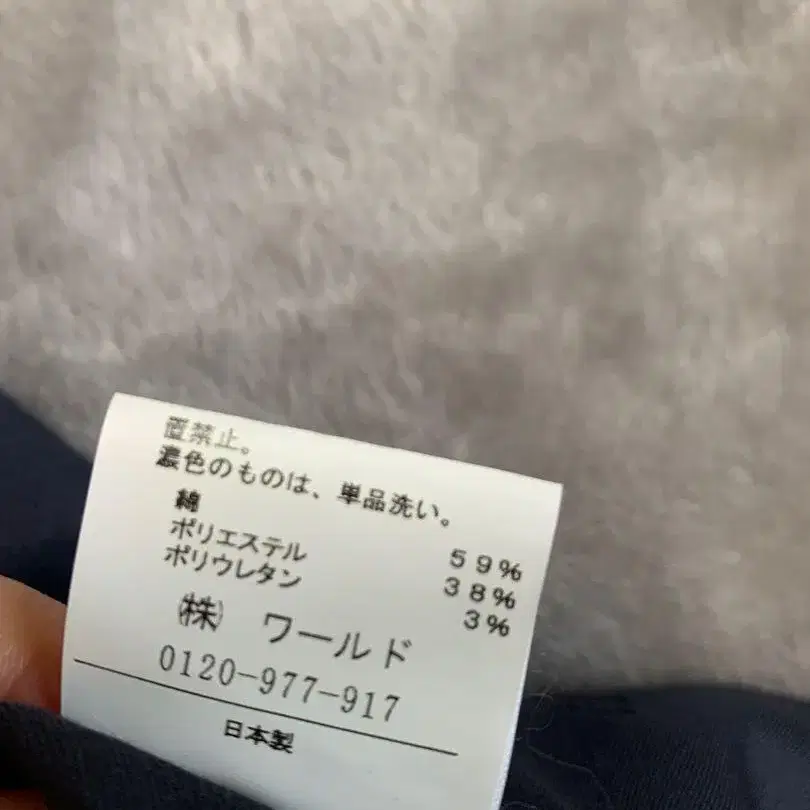 置禁止。
濃色のものは、単品洗い。
綿 59%
ポリエステル 38%
ポリウレタン 3%
㈱ ワールド
0120-977-917
日本製